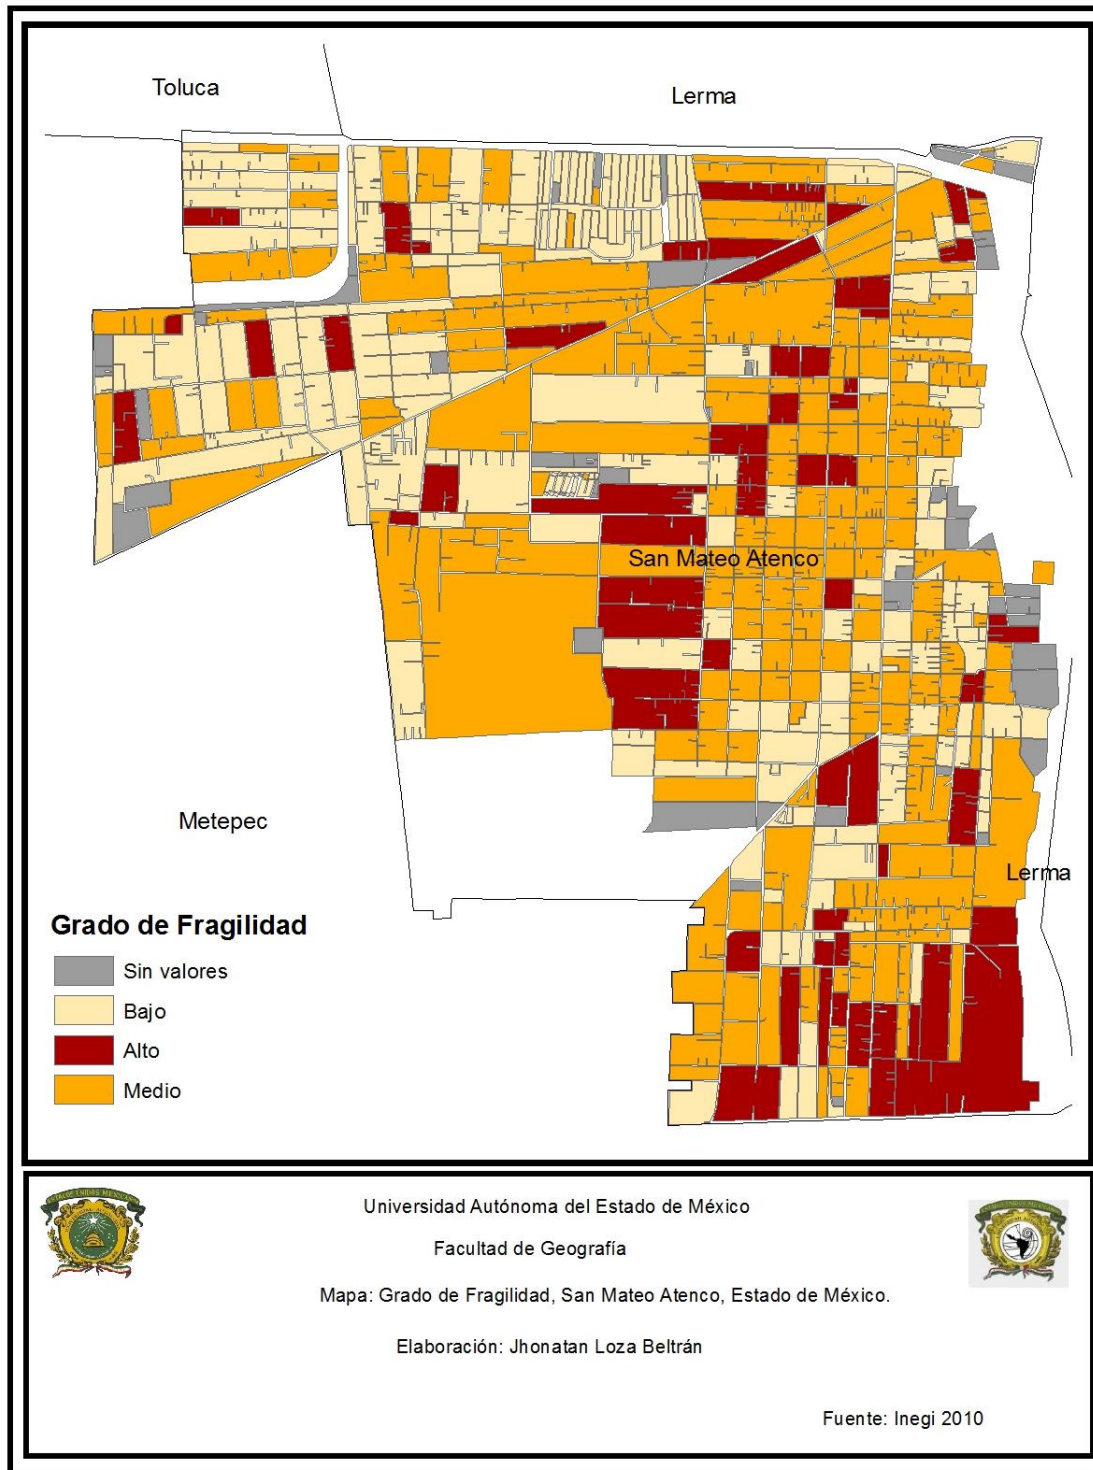 Toluca
Lerma
San Mateo Atenco
Metepec
Lerma
Grado de Fragilidad
Sin valores
Bajo
Alto
Medio
Universidad Autónoma del Estado de México
Facultad de Geografía
Mapa: Grado de Fragilidad, San Mateo Atenco, Estado de México.
Elaboración: Jhonatan Loza Beltrán
Fuente: Inegi 2010